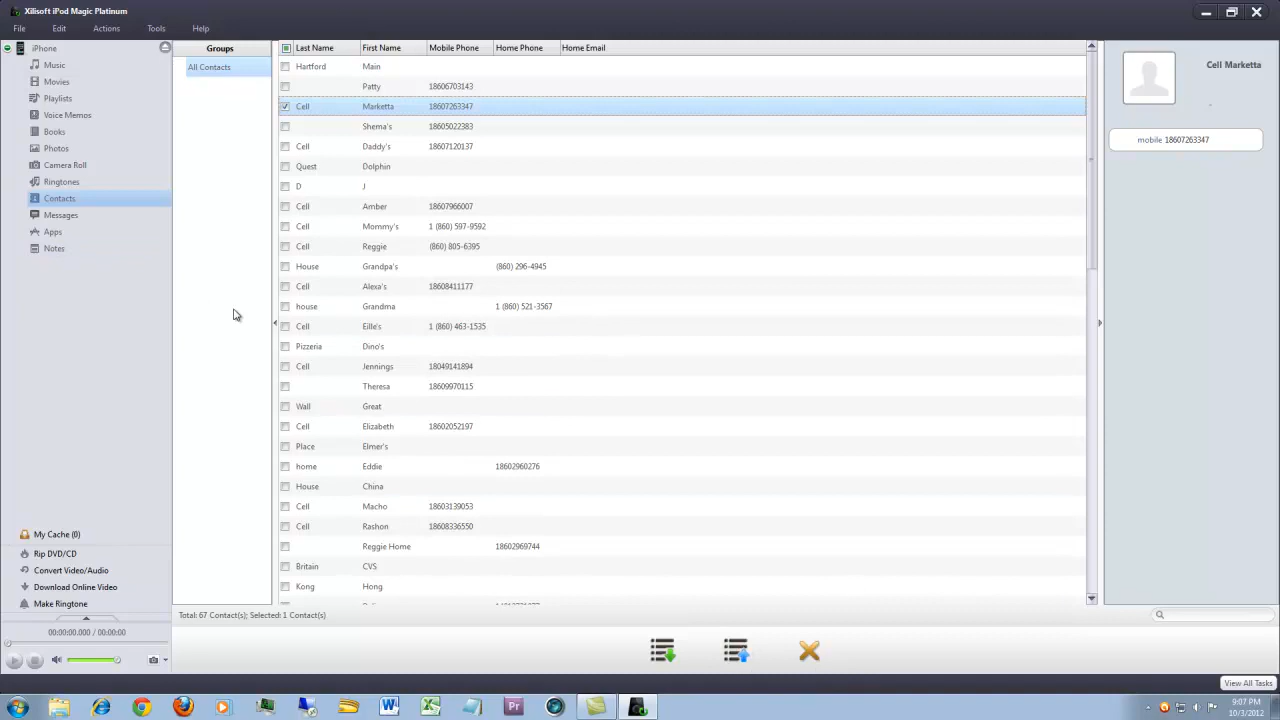 Xilisoft iPod Magic Platinum
File Edit Actions Tools Help
iPhone
Music
Movies
Playlists
Voice Memos
Books
Photos
Camera Roll
Ringtones
Contacts
Messages
Apps
Notes
My Cache (0)
Rip DVD/CD
Convert Video/Audio
Download Online Video
Make Ringtone
00:00:00.000 / 00:00:00
Groups
All Contacts
Last Name First Name Mobile Phone Home Phone Home Email
Hartford Main
Patty 18606703143
Cell Marketta 18607263347
Shema's 18605022383
Cell Daddy's 18607120137
Quest Dolphin
D J
Cell Amber 18607966007
Cell Mommy's 1 (860) 597-9592
Cell Reggie (860) 805-6395
House Grandpa's (860) 296-4945
Cell Alexa's 18608411177
house Grandma 1 (860) 521-3567
Cell Eille's 1 (860) 463-1535
Pizzeria Dino's
Cell Jennings 18049141894
Theresa 18609970115
Wall Great
Cell Elizabeth 18602052197
Place Elmer's
home Eddie 18602960276
House China
Cell Macho 18603139053
Cell Rashon 18608336550
Reggie Home 18602969744
Britain CVS
Kong Hong
Total: 67 Contact(s); Selected: 1 Contact(s)
Cell Marketta
mobile 18607263347
View All Tasks
9:07 PM
10/3/2012